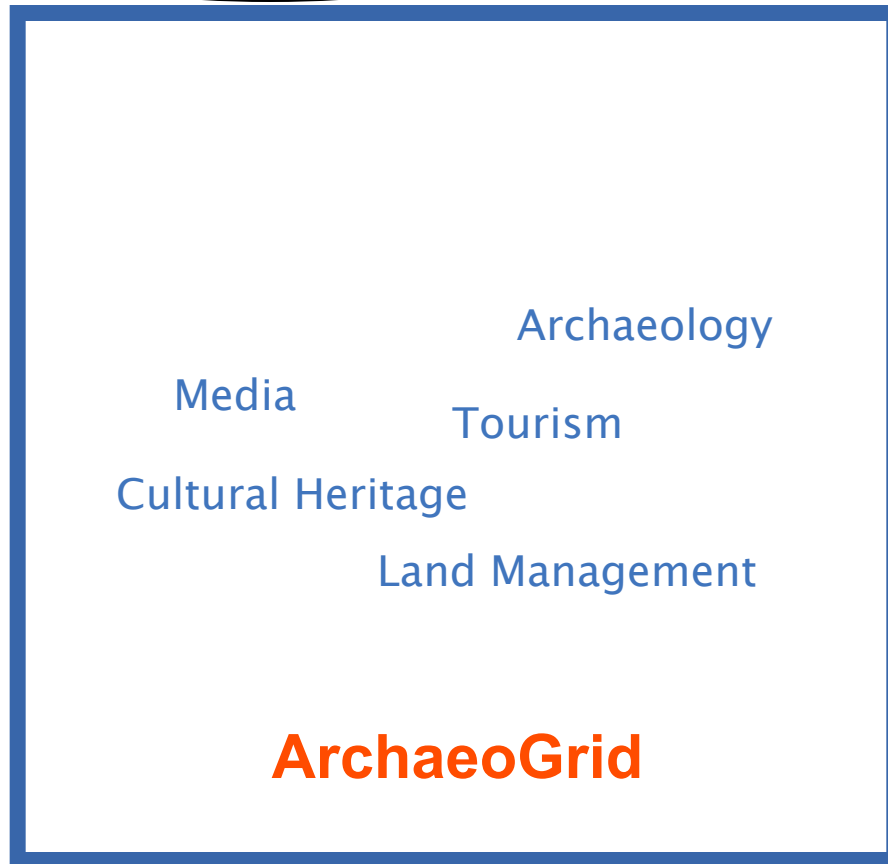 Archaeology
Media
Tourism
Cultural Heritage
Land Management
ArchaeoGrid